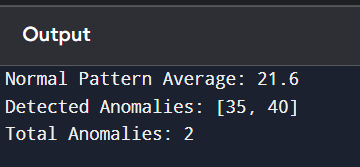 Output
Normal Pattern Average: 21.6
Detected Anomalies: [35, 40]
Total Anomalies: 2